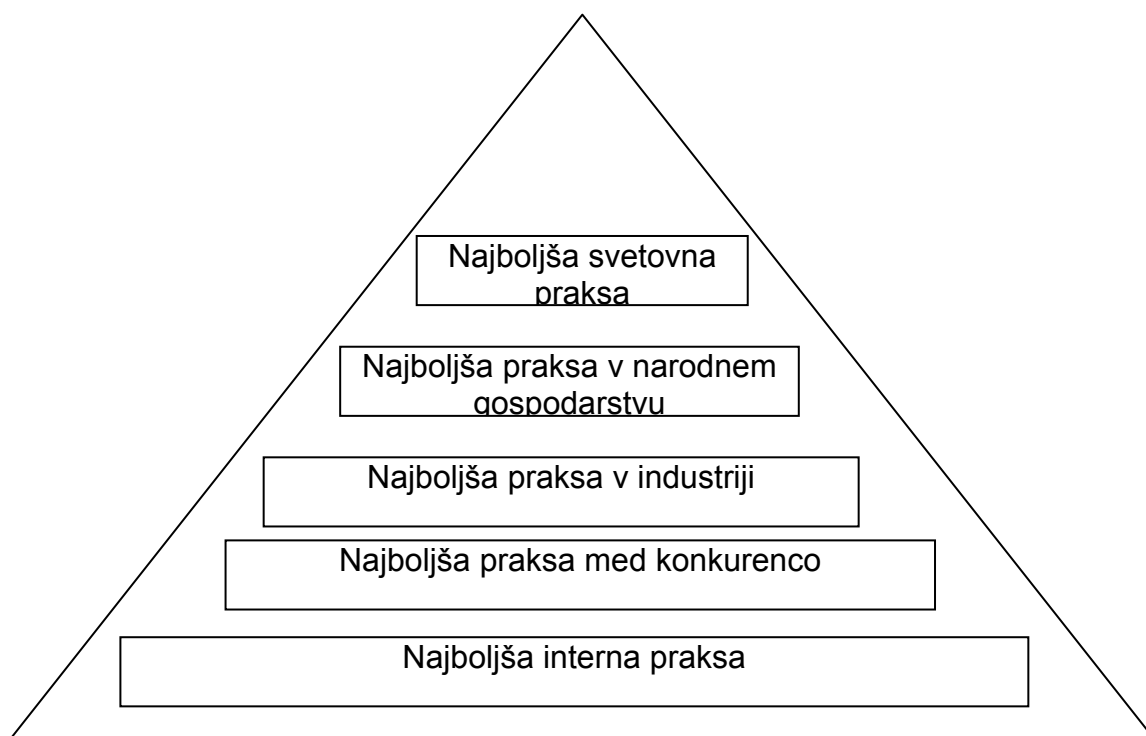 Najboljša svetovna
praksa
Najboljša praksa v narodnem
gospodarstvu
Najboljša praksa v industriji
Najboljša praksa med konkurenco
Najboljša interna praksa